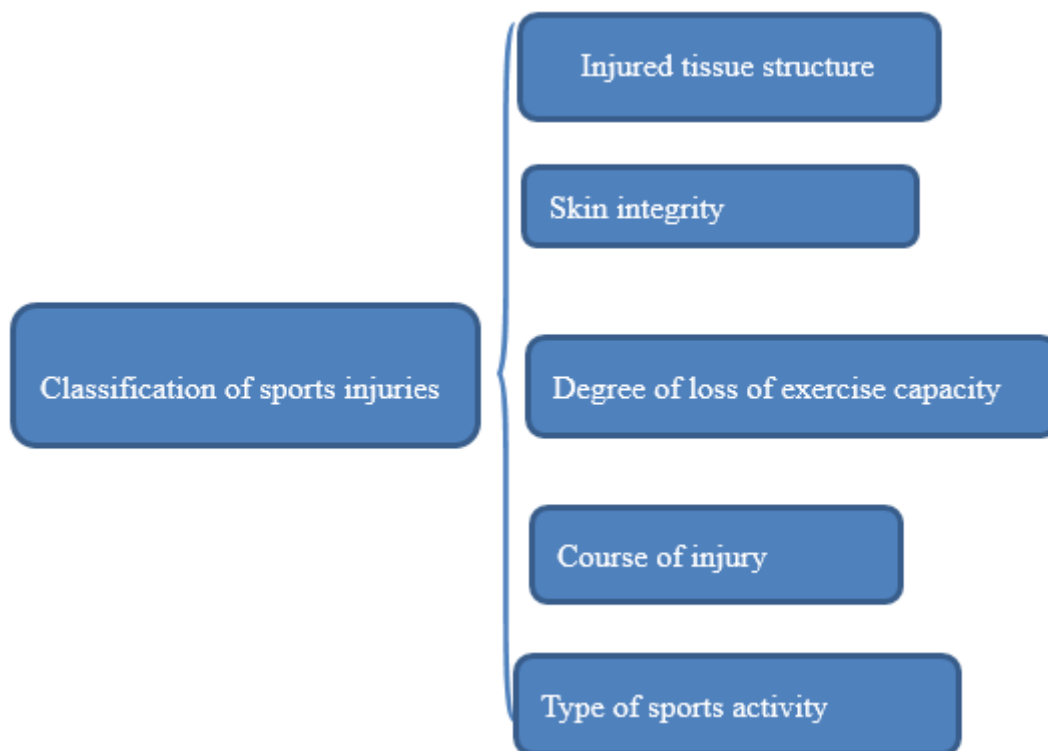 Injured tissue structure
Skin integrity
Classification of sports injuries
Degree of loss of exercise capacity
Course of injury
Type of sports activity